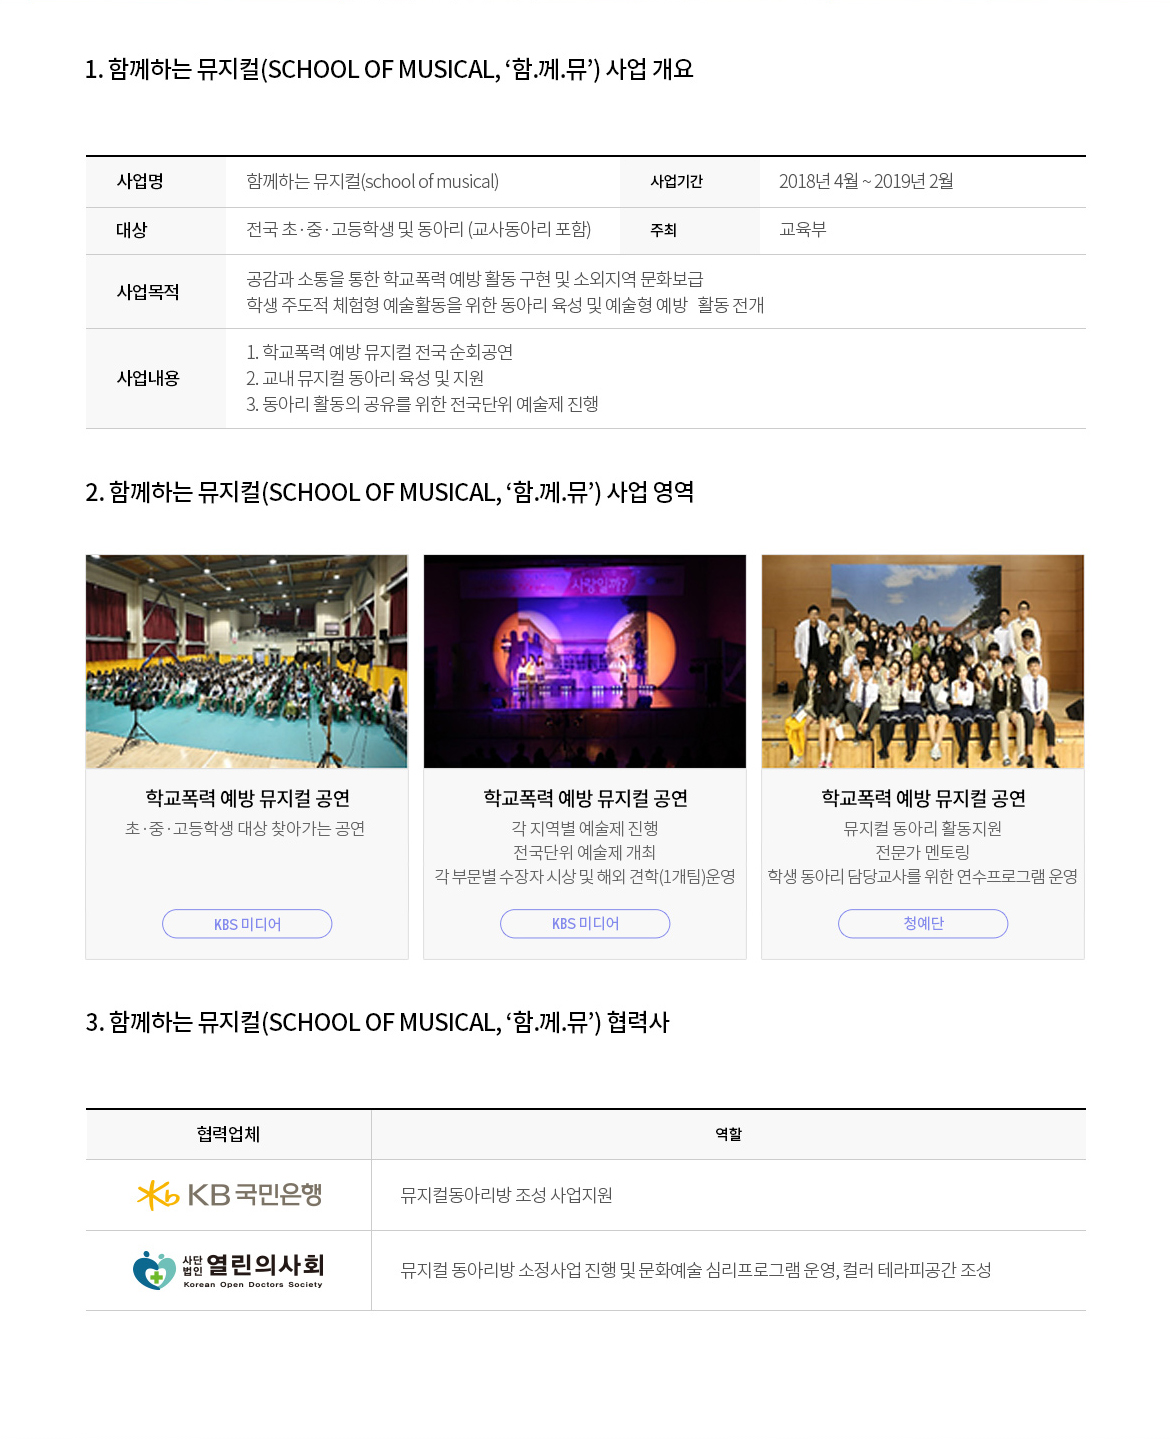 1. 함께하는 뮤지컬(SCHOOL OF MUSICAL, ‘함.께.뮤’) 사업 개요
사업명 함께하는 뮤지컬(school of musical) 사업기간 2018년 4월 ~ 2019년 2월
대상 전국 초·중·고등학생 및 동아리 (교사동아리 포함) 주최 교육부
사업목적
공감과 소통을 통한 학교폭력 예방 활동 구현 및 소외지역 문화보급
학생 주도적 체험형 예술활동을 위한 동아리 육성 및 예술형 예방 활동 전개
사업내용
1. 학교폭력 예방 뮤지컬 전국 순회공연
2. 교내 뮤지컬 동아리 육성 및 지원
3. 동아리 활동의 공유를 위한 전국단위 예술제 진행
2. 함께하는 뮤지컬(SCHOOL OF MUSICAL, ‘함.께.뮤’) 사업 영역
사랑일까?
학교폭력 예방 뮤지컬 공연
초·중·고등학생 대상 찾아가는 공연
KBS 미디어
학교폭력 예방 뮤지컬 공연
각 지역별 예술제 진행
전국단위 예술제 개최
각 부문별 수장자 시상 및 해외 견학(1개팀)운영
KBS 미디어
학교폭력 예방 뮤지컬 공연
뮤지컬 동아리 활동지원
전문가 멘토링
학생 동아리 담당교사를 위한 연수프로그램 운영
청예단
3. 함께하는 뮤지컬(SCHOOL OF MUSICAL, ‘함.께.뮤’) 협력사
협력업체 역할
KB 국민은행 뮤지컬동아리방 조성 사업지원
사단법인 열린의사회
Korean Open Doctors Society
뮤지컬 동아리방 소정사업 진행 및 문화예술 심리프로그램 운영, 컬러 테라피공간 조성